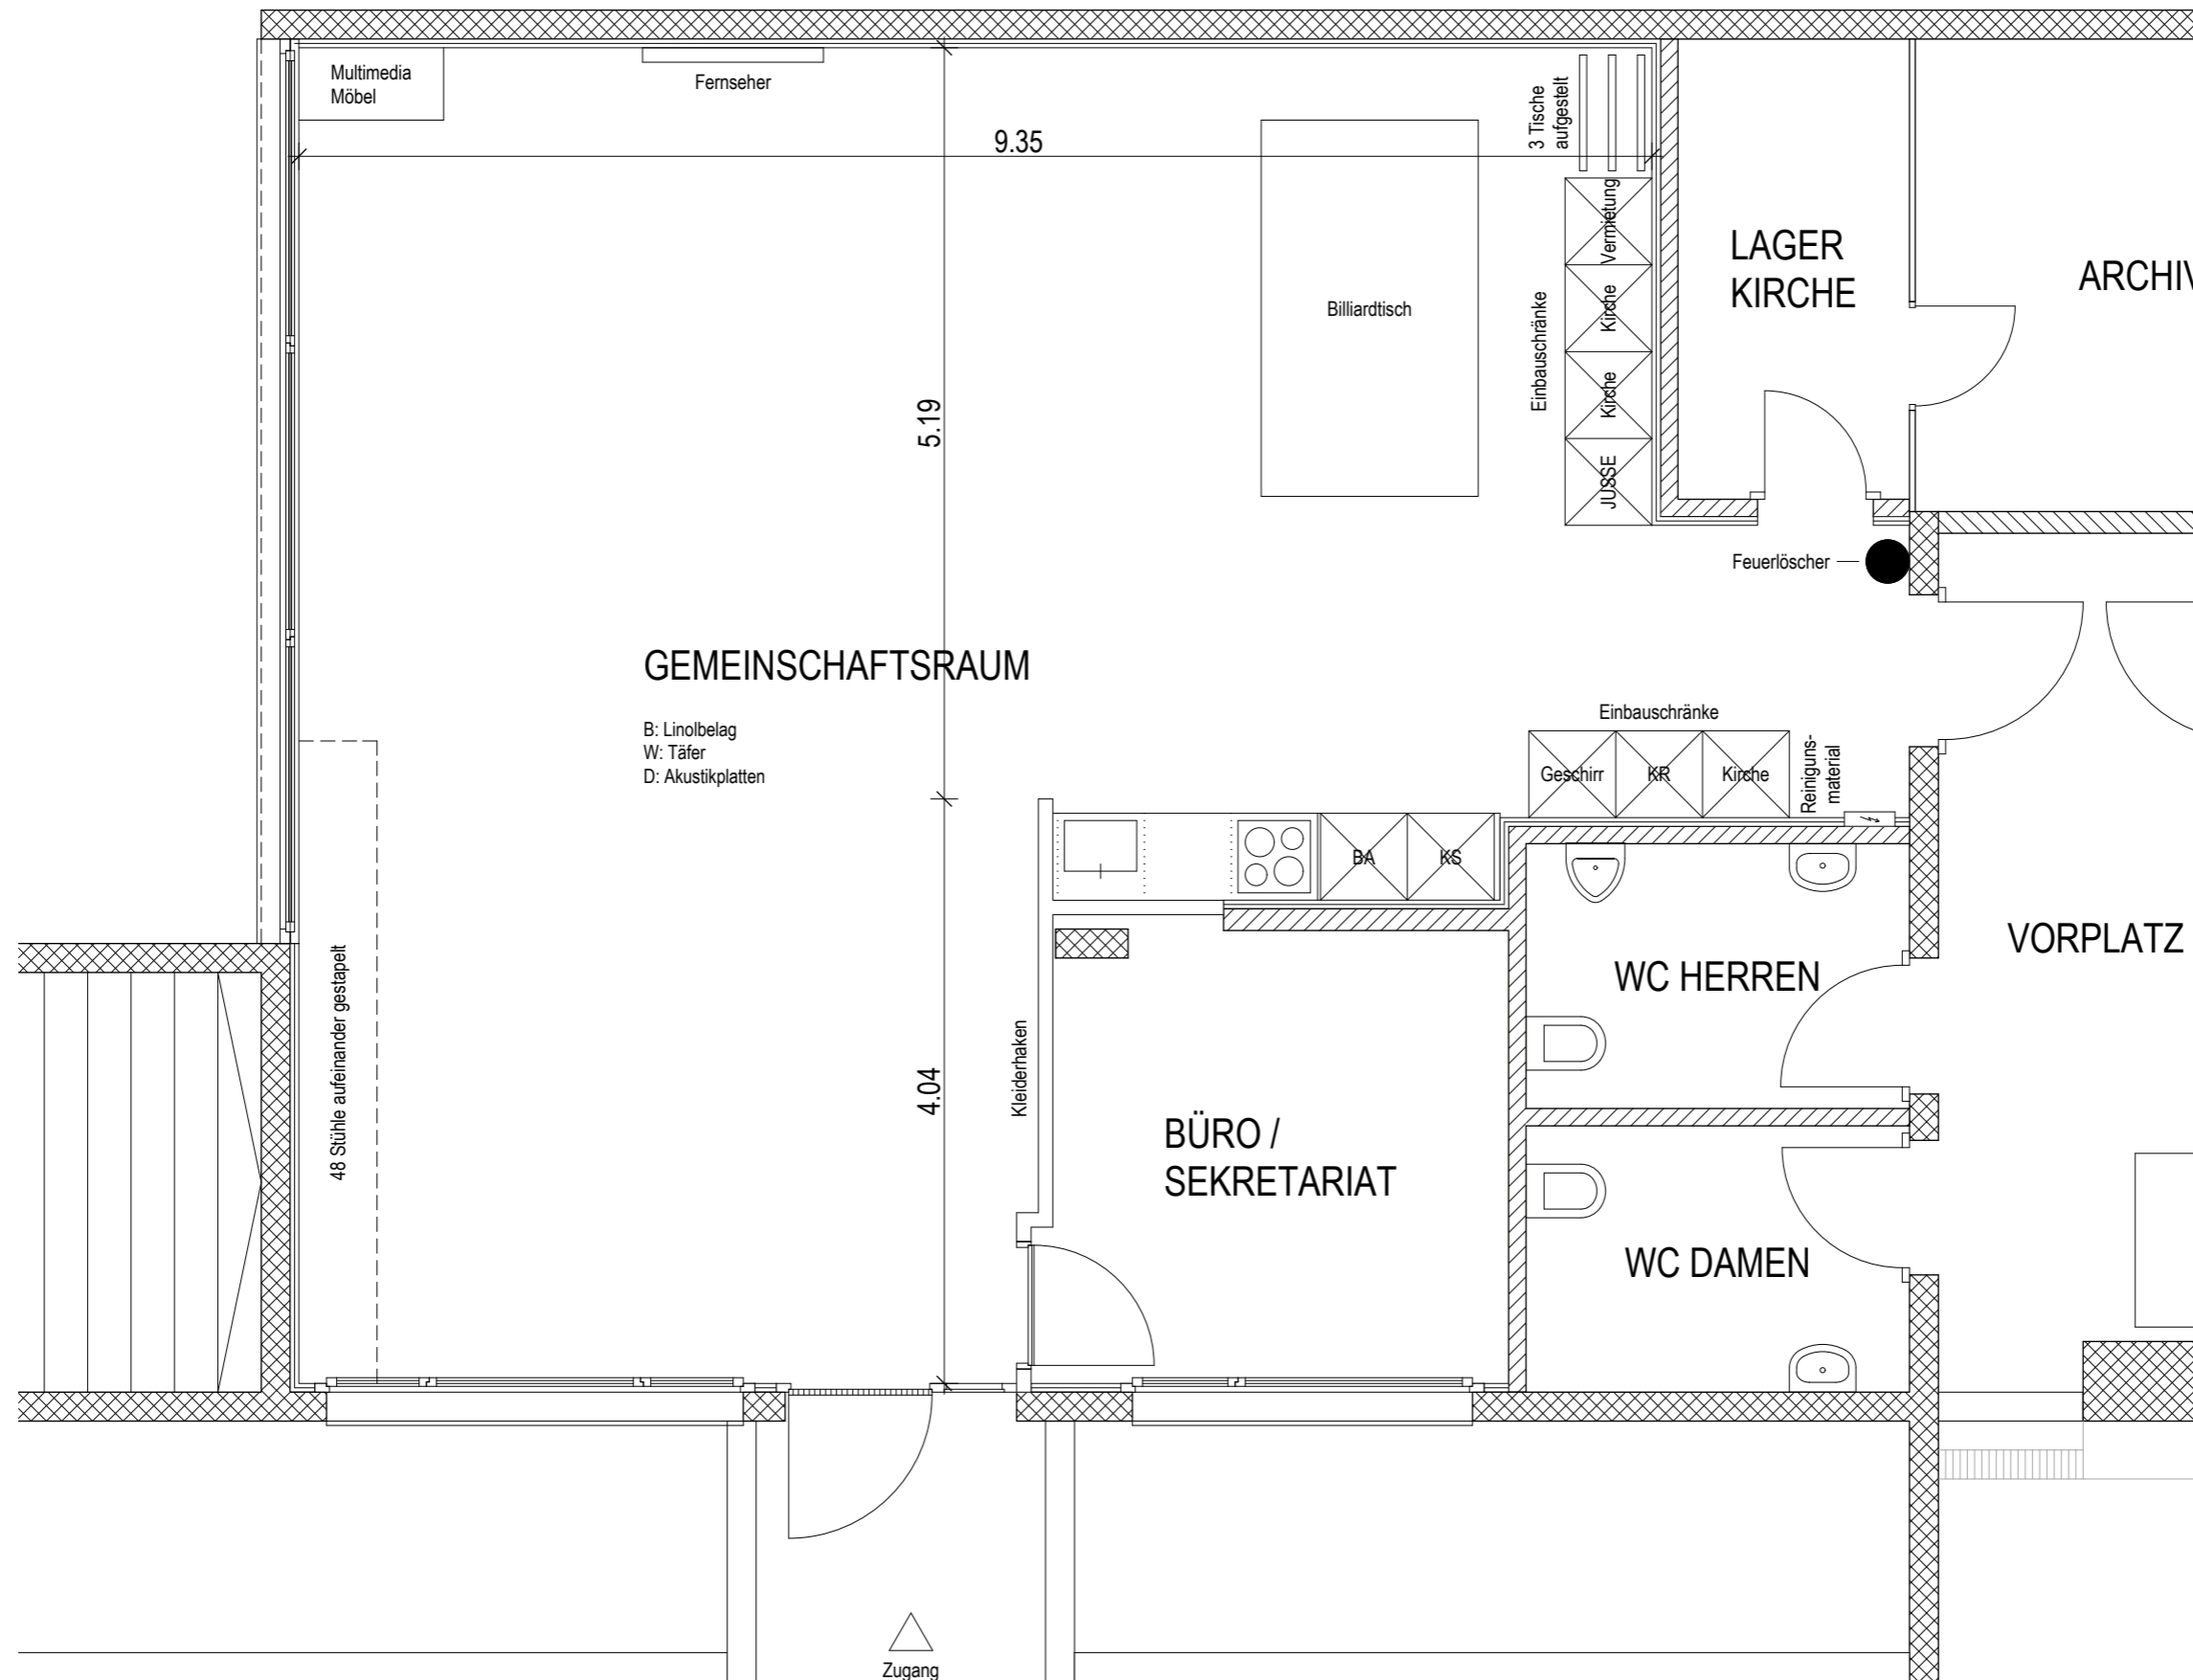 Multimedia
Möbel
Fernseher
3 Tische
aufgestelt
9.35
Vermietung
Kirche
Kirche
JUSSE
Einbauschränke
Billiardtisch
LAGER
KIRCHE
ARCHIV
5.19
Feuerlöscher
GEMEINSCHAFTSRAUM
B: Linolbelag
W: Täfer
D: Akustikplatten
Einbauschränke
Geschirr
KR
Kirche
Reiniguns-
material
BA
KS
VORPLATZ
WC HERREN
48 Stühle aufeinander gestapelt
Kleiderhaken
4.04
BÜRO /
SEKRETARIAT
WC DAMEN
Zugang